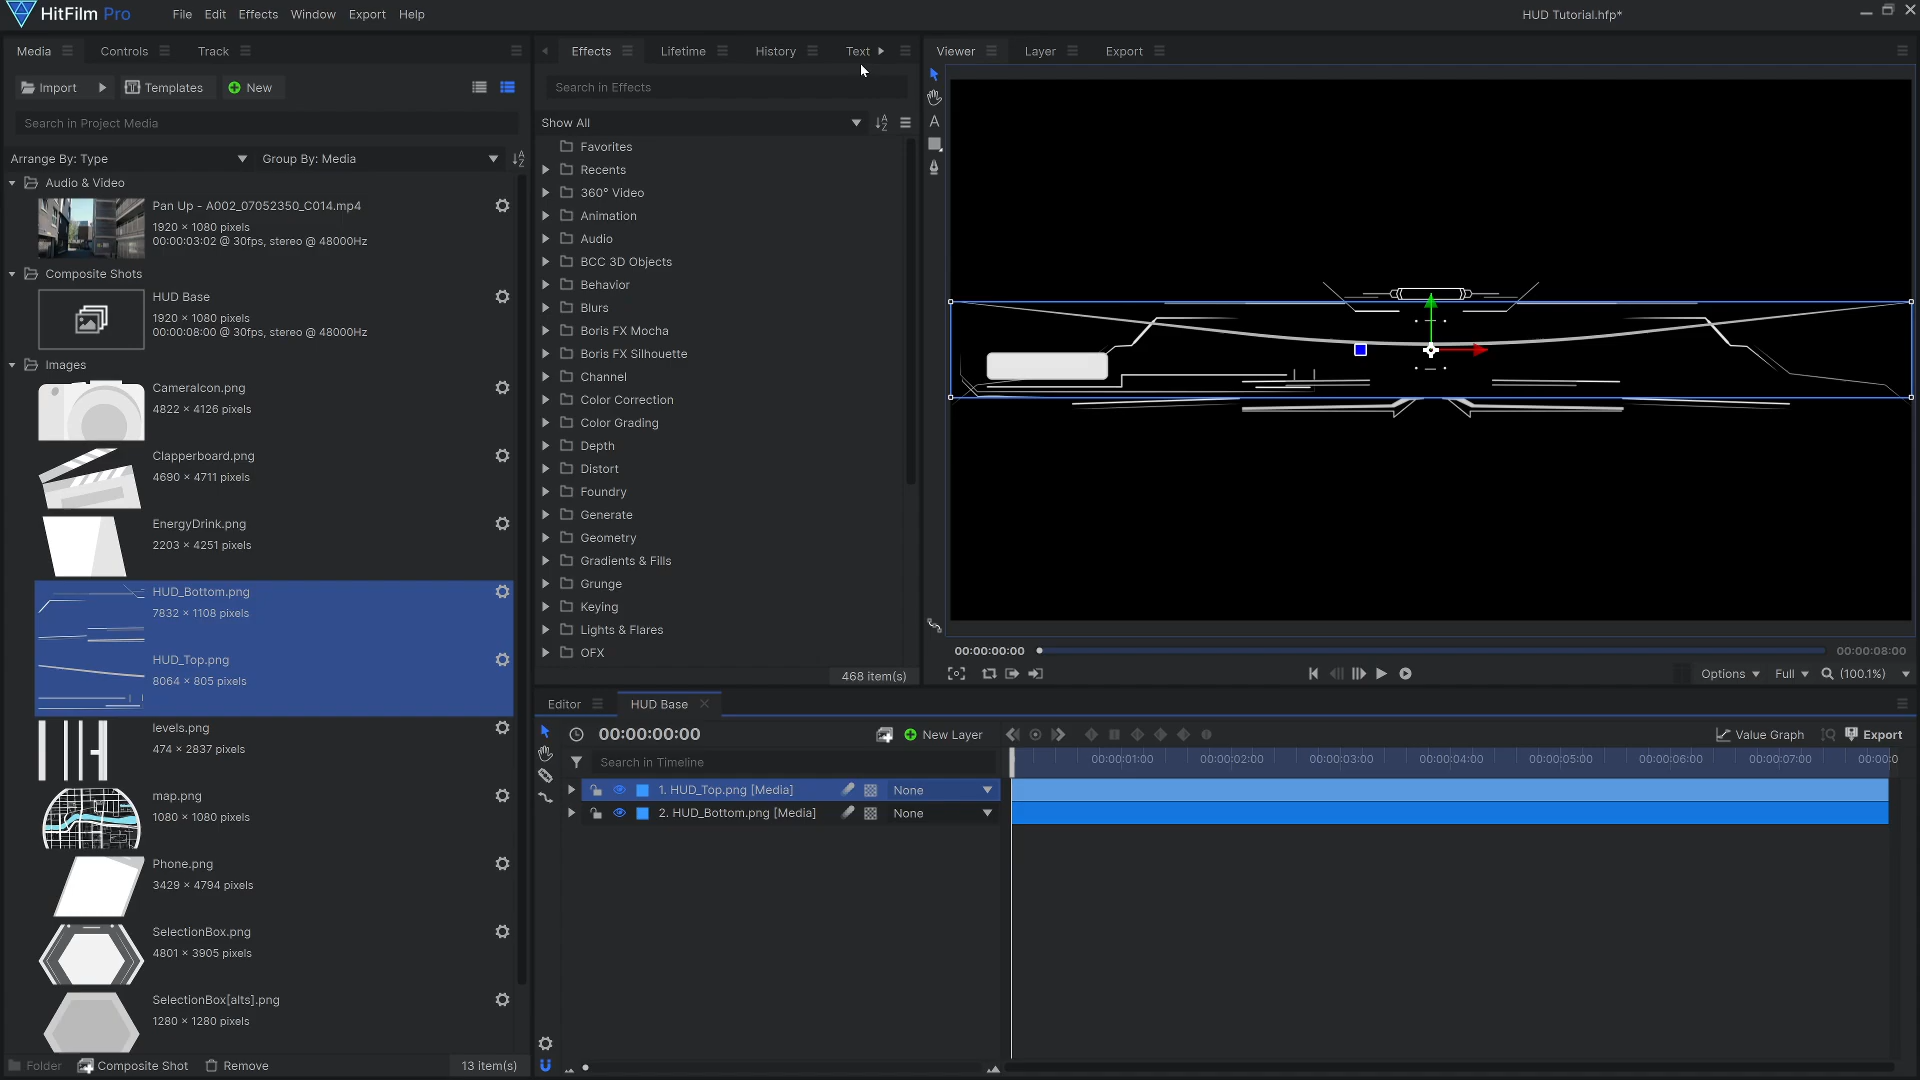 HitFilm Pro
File Edit Effects Window Export Help
HUD Tutorial.hfp*
Media Controls Track
Import Templates New
Search in Project Media
Arrange By: Type Group By: Media
Audio & Video
Pan Up - A002_07052350_C014.mp4
1920 × 1080 pixels
00:00:03:02 @ 30fps, stereo @ 48000Hz
Composite Shots
HUD Base
1920 × 1080 pixels
00:00:08:00 @ 30fps, stereo @ 48000Hz
Images
CameraIcon.png
4822 × 4126 pixels
Clapperboard.png
4690 × 4711 pixels
EnergyDrink.png
2203 × 4251 pixels
HUD_Bottom.png
7832 × 1108 pixels
HUD_Top.png
8064 × 805 pixels
levels.png
474 × 2837 pixels
map.png
1080 × 1080 pixels
Phone.png
3429 × 4794 pixels
SelectionBox.png
4801 × 3905 pixels
SelectionBox[alts].png
1280 × 1280 pixels
Folder Composite Shot Remove 13 item(s)
Effects Lifetime History Text
Search in Effects
Show All
Favorites
Recents
360° Video
Animation
Audio
BCC 3D Objects
Behavior
Blurs
Boris FX Mocha
Boris FX Silhouette
Channel
Color Correction
Color Grading
Depth
Distort
Foundry
Generate
Geometry
Gradients & Fills
Grunge
Keying
Lights & Flares
OFX
468 item(s)
Viewer Layer Export
00:00:00:00 00:00:08:00
Options Full (100.1%)
Editor HUD Base
00:00:00:00 New Layer Value Graph Export
Search in Timeline
00:00:01:00 00:00:02:00 00:00:03:00 00:00:04:00 00:00:05:00 00:00:06:00 00:00:07:00 00:00:0
1. HUD_Top.png [Media] None
2. HUD_Bottom.png [Media] None